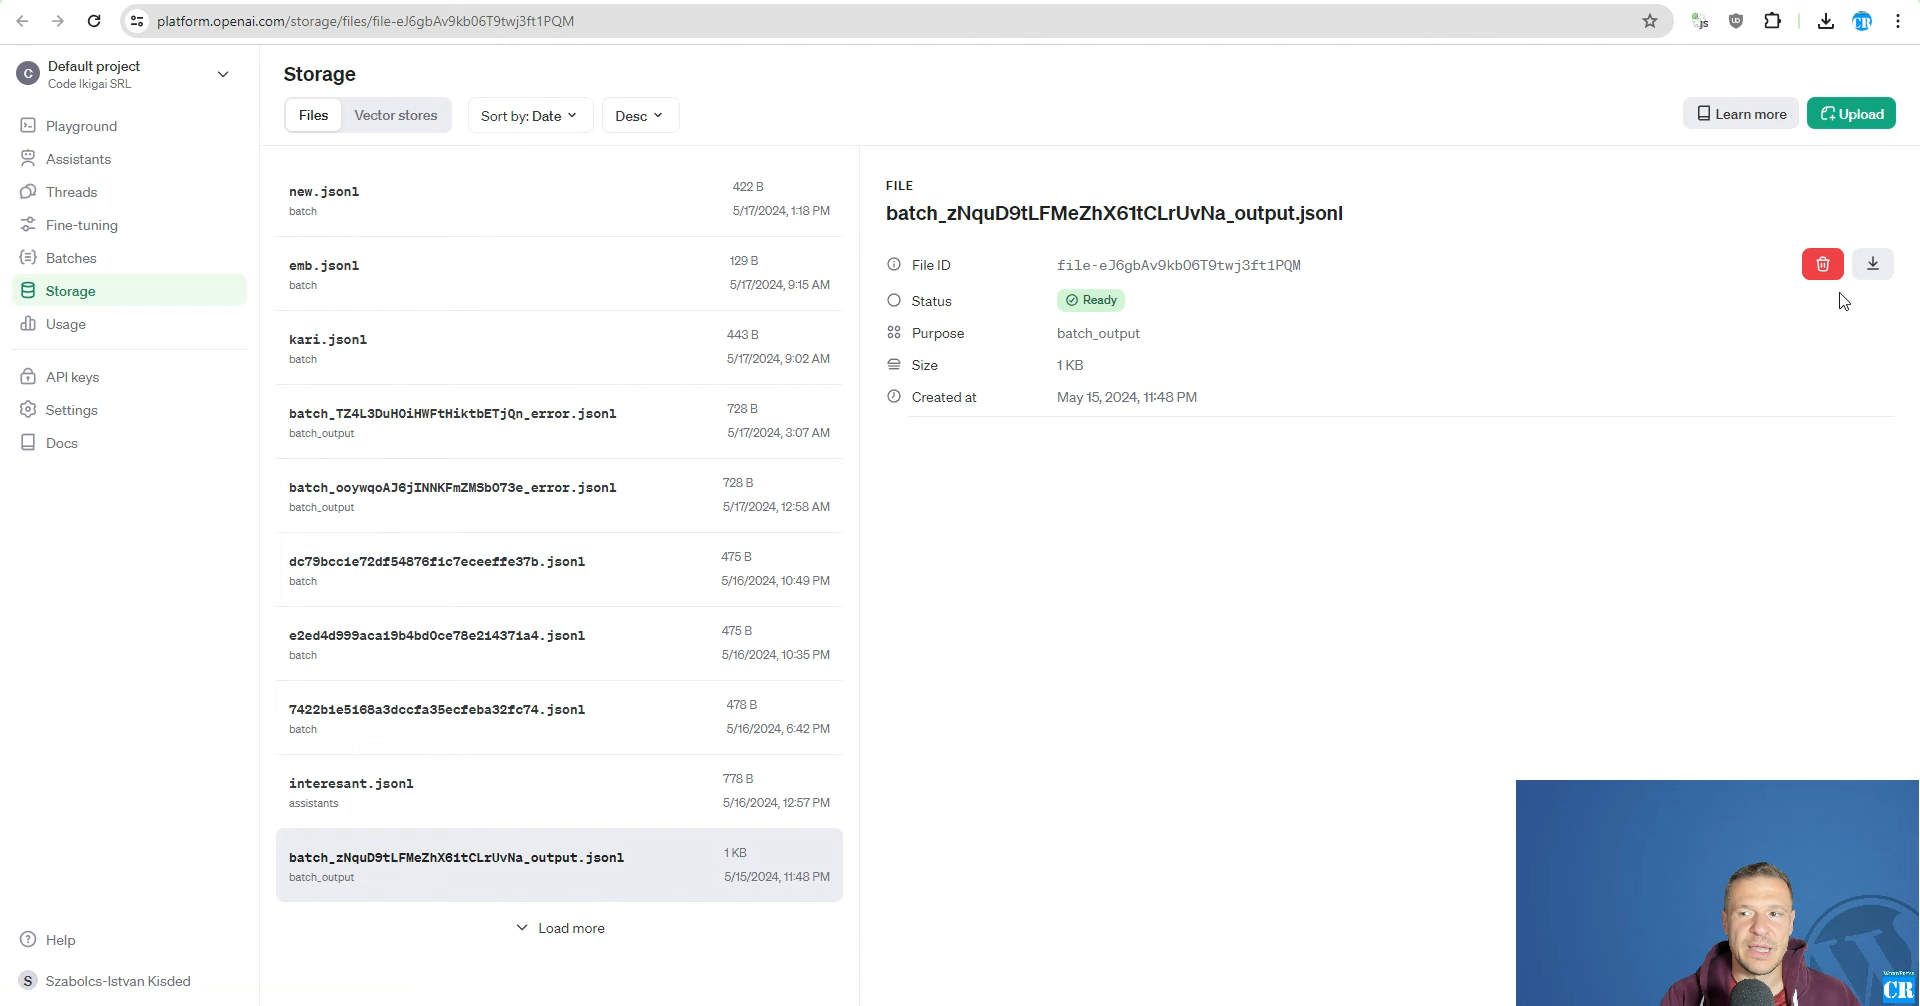 platform.openai.com/storage/files/file-eJ6gbAv9kb06T9twj3ft1PQM
C
Default project
Code Ikigai SRL
Playground
Assistants
Threads
Fine-tuning
Batches
Storage
Usage
API keys
Settings
Docs
Help
S
Szabolcs-Istvan Kisded
Storage
Files
Vector stores
Sort by: Date
Desc
Learn more
Upload
new.jsonl
422 B
batch
5/17/2024, 1:18 PM
emb.jsonl
129 B
batch
5/17/2024, 9:15 AM
kari.jsonl
443 B
batch
5/17/2024, 9:02 AM
batch_TZ4L3DuHOiHWFtHiktbETjQn_error.jsonl
728 B
batch_output
5/17/2024, 3:07 AM
batch_ooywqoAJ6jINNKFmZMSbO73e_error.jsonl
728 B
batch_output
5/17/2024, 12:58 AM
dc79bcc1e72df54876f1c7eceeffe37b.jsonl
475 B
batch
5/16/2024, 10:49 PM
e2ed4d999aca19b4bd0ce78e214371a4.jsonl
475 B
batch
5/16/2024, 10:35 PM
7422b1e5168a3dccfa35ecfeba32fc74.jsonl
478 B
batch
5/16/2024, 6:42 PM
interesant.jsonl
778 B
assistants
5/16/2024, 12:57 PM
batch_zNquD9tLFMeZhX61tCLrUvNa_output.jsonl
1 KB
batch_output
5/15/2024, 11:48 PM
Load more
FILE
batch_zNquD9tLFMeZhX61tCLrUvNa_output.jsonl
File ID
file-eJ6gbAv9kb06T9twj3ft1PQM
Status
Ready
Purpose
batch_output
Size
1 KB
Created at
May 15, 2024, 11:48 PM
WORDPRESS
CR